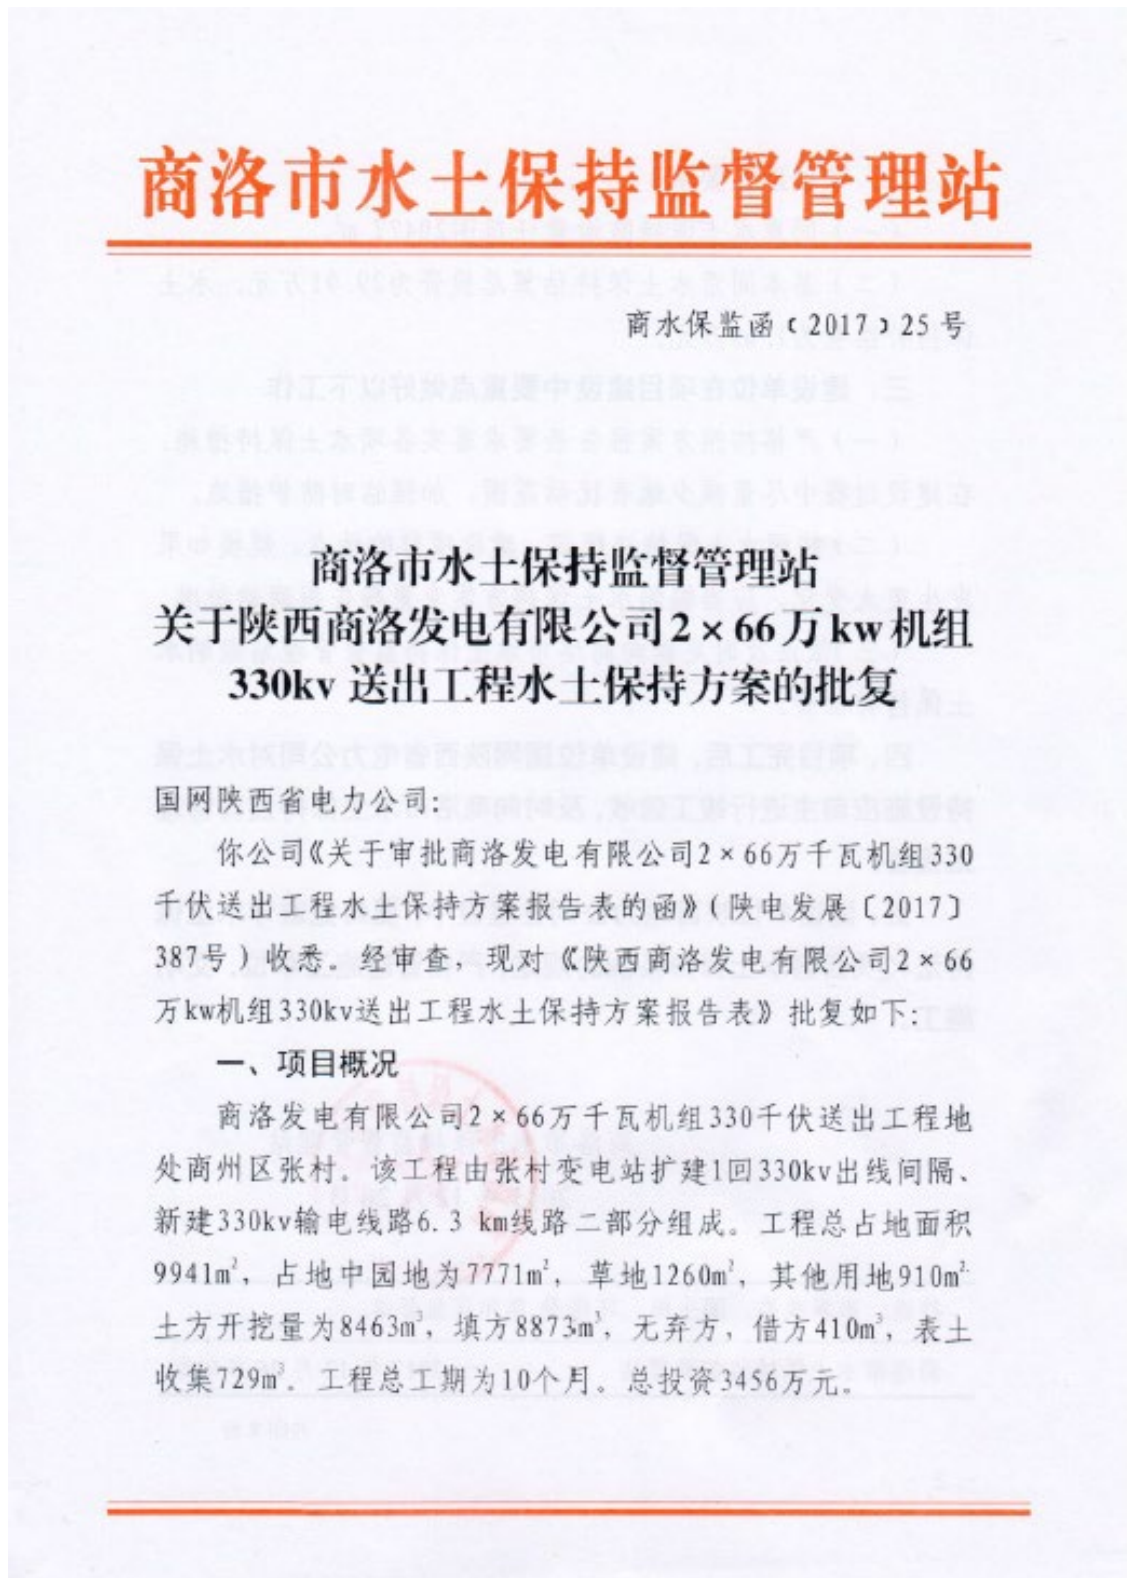 商洛市水土保持监督管理站
商水保监函〔2017〕25号
商洛市水土保持监督管理站
关于陕西商洛发电有限公司2×66万kw机组
330kv送出工程水土保持方案的批复
国网陕西省电力公司:
你公司《关于审批商洛发电有限公司2×66万千瓦机组330
千伏送出工程水土保持方案报告表的函》(陕电发展〔2017〕
387号)收悉。经审查，现对《陕西商洛发电有限公司2×66
万kw机组330kv送出工程水土保持方案报告表》批复如下:
一、项目概况
商洛发电有限公司2×66万千瓦机组330千伏送出工程地
处商州区张村。该工程由张村变电站扩建1回330kv出线间隔、
新建330kv输电线路6.3 km线路二部分组成。工程总占地面积
9941m²，占地中园地为7771m²，草地1260m²，其他用地910m².
土方开挖量为8463m³，填方8873m³，无弃方，借方410m³，表土
收集729m³。工程总工期为10个月。总投资3456万元。